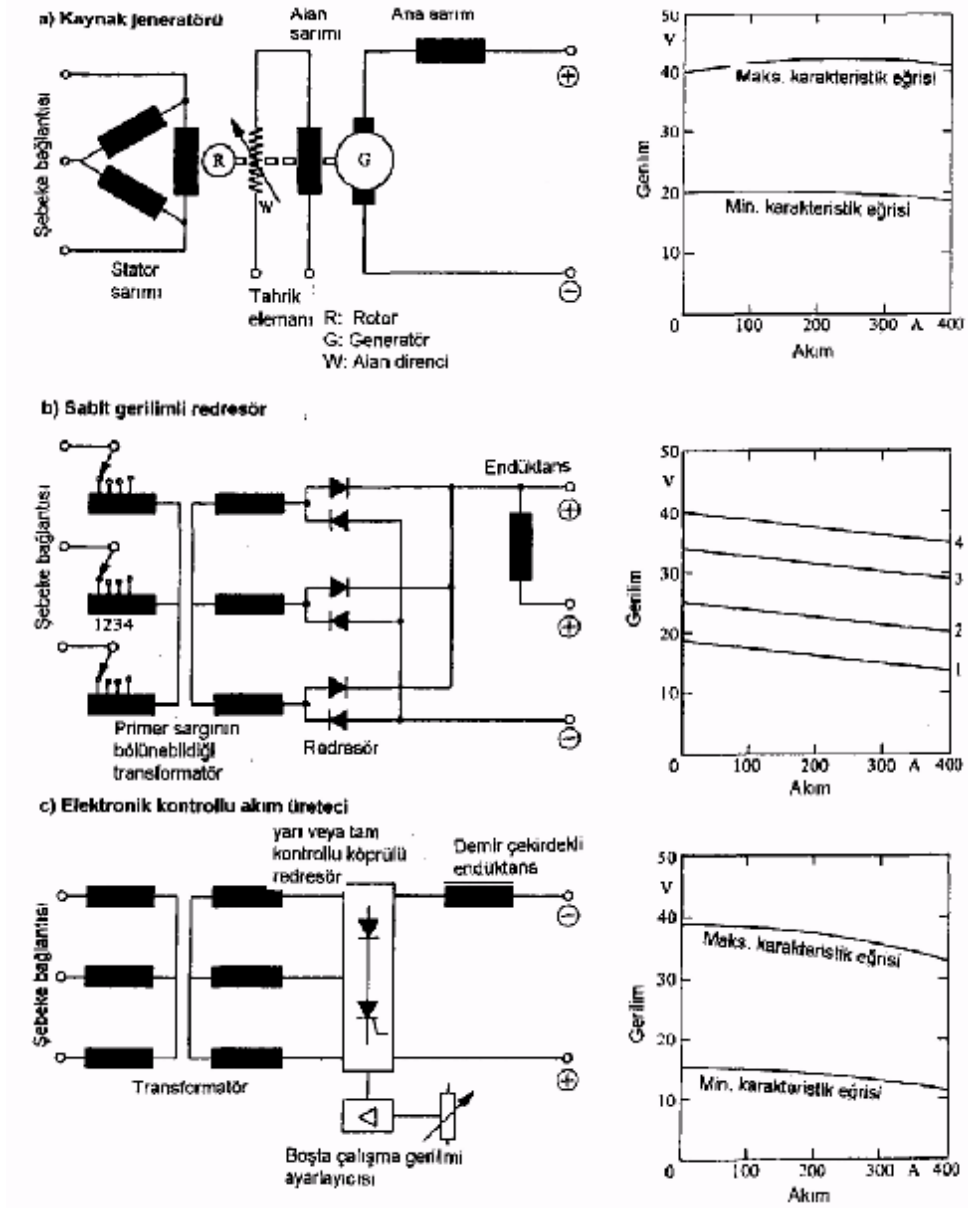 a) Kaynak jeneratörü
Alan
sarımı
Ana sarım
Şebeke bağlantısı
R
W
G
Stator
sarımı
Tahrik
elemanı
R: Rotor
G: Generatör
W: Alan direnci
50
V
40
30
20
10
0
100
200
300
A
400
Gerilim
Akım
Maks. karakteristik eğrisi
Min. karakteristik eğrisi
b) Sabit gerilimli redresör
Şebeke bağlantısı
1234
Endüktans
Primer sargının
bölünebildiği
transformatör
Redresör
50
V
40
30
20
10
0
100
200
300
A
400
Gerilim
Akım
4
3
2
1
c) Elektronik kontrollu akım üreteci
yarı veya tam
kontrollu köprülü
redresör
Demir çekirdekli
endüktans
Şebeke bağlantısı
Transformatör
Boşta çalışma gerilimi
ayarlayıcısı
50
V
40
30
20
10
0
100
200
300
A
400
Gerilim
Akım
Maks. karakteristik eğrisi
Min. karakteristik eğrisi